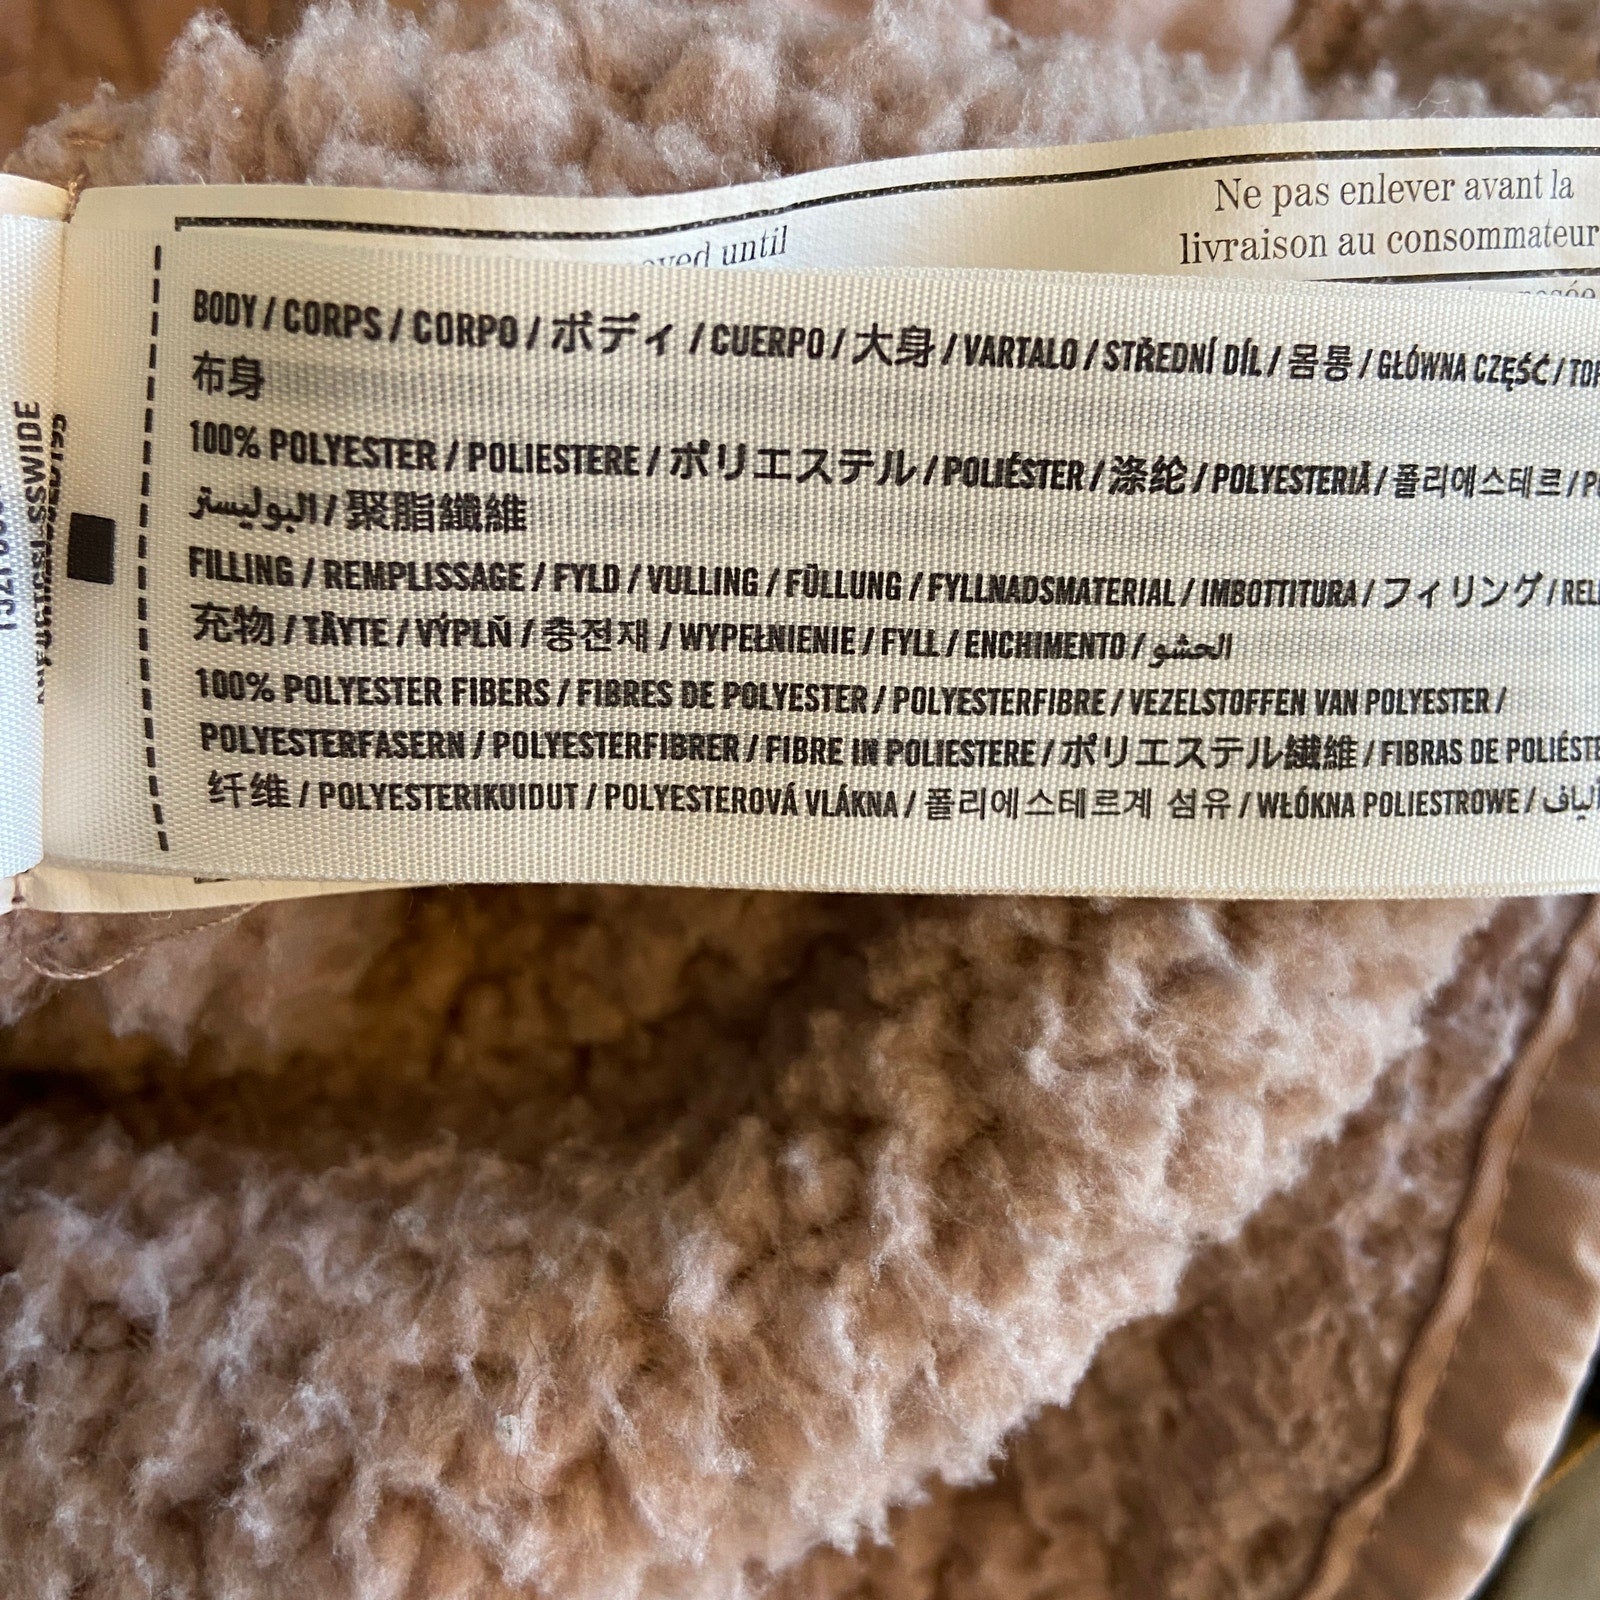 Ne pas enlever avant la
livraison au consommateur
until
BODY / CORPS / CORPO / ボディ / CUERPO / 大身 / VARTALO / STŘEDNÍ DÍL / 몸통 / GŁÓWNA CZĘŚĆ /
布身
100% POLYESTER / POLIESTERE / ポリエステル / POLIÉSTER / 涤纶 / POLYESTERIÄ / 폴리에스테르 /
البوليستر / 聚脂纖維
FILLING / REMPLISSAGE / FYLD / VULLING / FÜLLUNG / FYLLNADSMATERIAL / IMBOTTITURA / フィリング /
充物 / TÄYTE / VÝPLŇ / 충전재 / WYPEŁNIENIE / FYLL / ENCHIMENTO / الحشو
100% POLYESTER FIBERS / FIBRES DE POLYESTER / POLYESTERFIBRE / VEZELSTOFFEN VAN POLYESTER /
POLYESTERFASERN / POLYESTERFIBRER / FIBRE IN POLIESTERE / ポリエステル繊維 / FIBRAS DE
纤维 / POLYESTERIKUIDUT / POLYESTEROVÁ VLÁKNA / 폴리에스테르계 섬유 / WŁÓKNA POLIESTROWE / ألياف